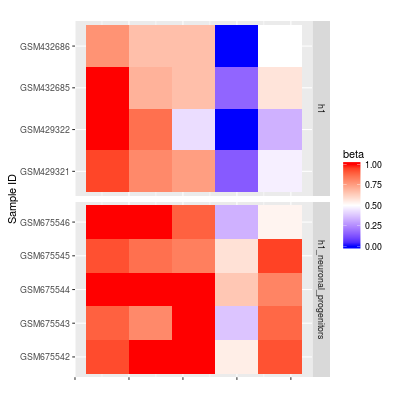 GSM432686
GSM432685
GSM429322
GSM429321
h1
GSM675546
GSM675545
GSM675544
GSM675543
GSM675542
h1_neuronal_progenitors
Sample ID
beta
1.00
0.75
0.50
0.25
0.00